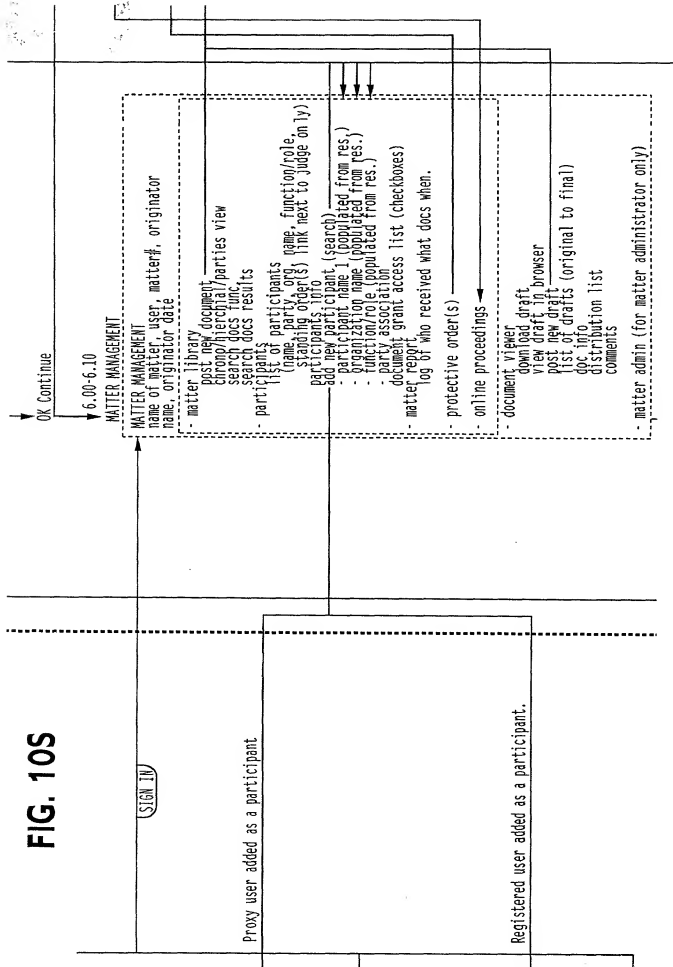 FIG. 10S
OK Continue
6.00-6.10
MATTER MANAGEMENT
MATTER MANAGEMENT
name of matter, user, matter#, originator
name, originator date
- matter library
post new document
chrono/hierchial/parties view
search docs func,
search docs results
- participants
list of participants
(name, party, org, name, function/role,
standing order(s) link next to judge only)
participants info
add new participant (search)
- participant name 1 (populated from res,)
- organization name (populated from res.)
- function/role (populated from res.)
- party association
document grant access list (checkboxes)
- matter report
log of who received what docs when.
- protective order(s)
- online proceedings
- document viewer
download draft
view draft in browser
post new draft
list of drafts (original to final)
doc info
distribution list
comments
- matter admin (for matter administrator only)
SIGN IN
Proxy user added as a participant
Registered user added as a participant.